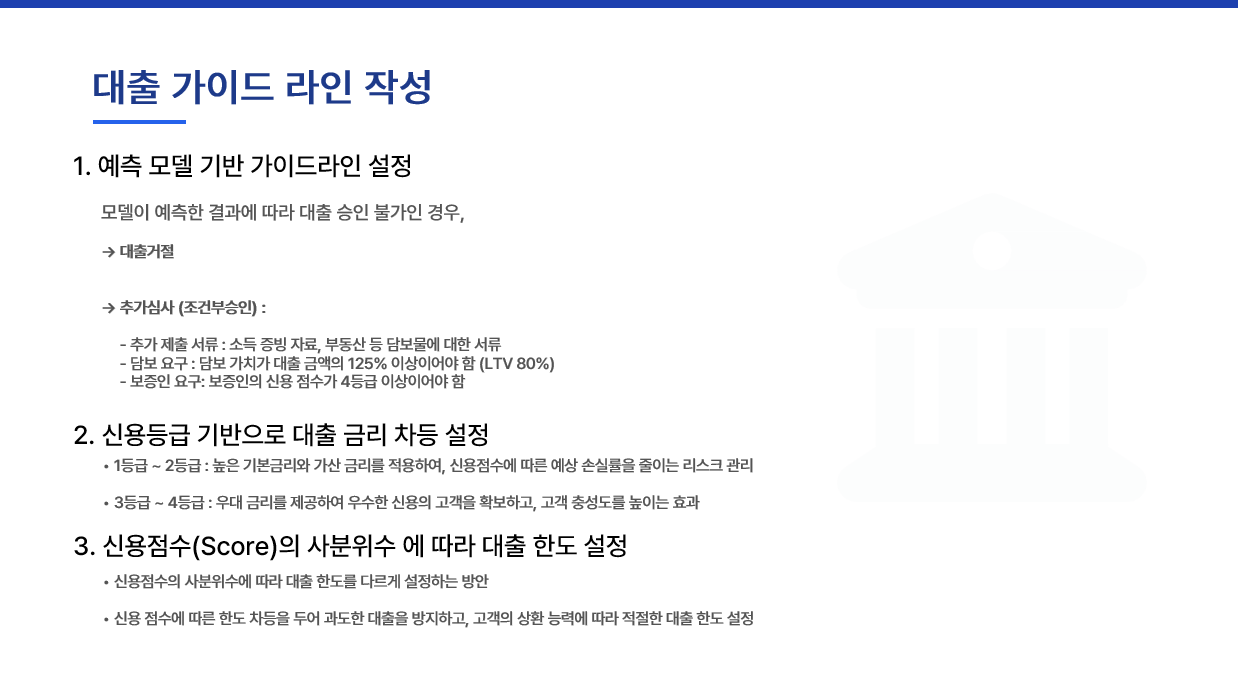 대출 가이드 라인 작성
1. 예측 모델 기반 가이드라인 설정
모델이 예측한 결과에 따라 대출 승인 불가인 경우,
→ 대출거절
→ 추가심사 (조건부승인) :
- 추가 제출 서류 : 소득 증빙 자료, 부동산 등 담보물에 대한 서류
- 담보 요구 : 담보 가치가 대출 금액의 125% 이상이어야 함 (LTV 80%)
- 보증인 요구: 보증인의 신용 점수가 4등급 이상이어야 함
2. 신용등급 기반으로 대출 금리 차등 설정
• 1등급 ~ 2등급 : 높은 기본금리와 가산 금리를 적용하여, 신용점수에 따른 예상 손실률을 줄이는 리스크 관리
• 3등급 ~ 4등급 : 우대 금리를 제공하여 우수한 신용의 고객을 확보하고, 고객 충성도를 높이는 효과
3. 신용점수(Score)의 사분위수 에 따라 대출 한도 설정
• 신용점수의 사분위수에 따라 대출 한도를 다르게 설정하는 방안
• 신용 점수에 따른 한도 차등을 두어 과도한 대출을 방지하고, 고객의 상환 능력에 따라 적절한 대출 한도 설정